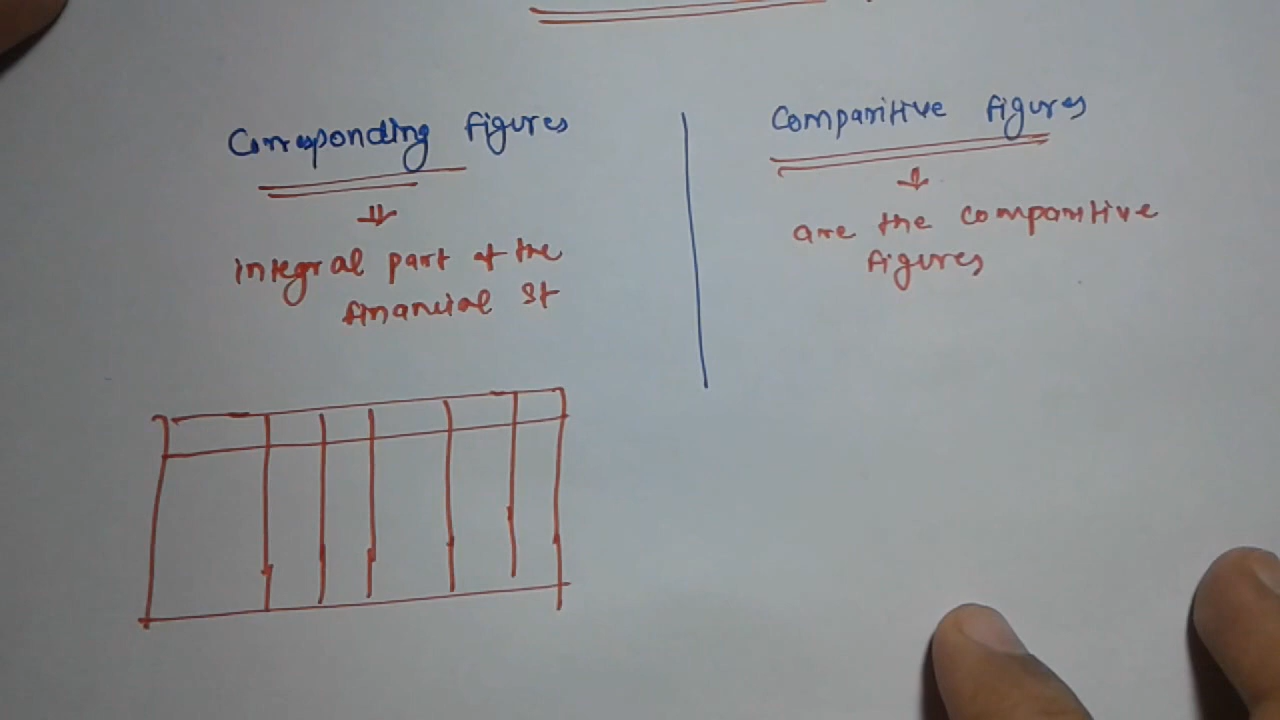 Corresponding figures
integral part of the
financial st
Comparitive figures
are the comparitive
figures